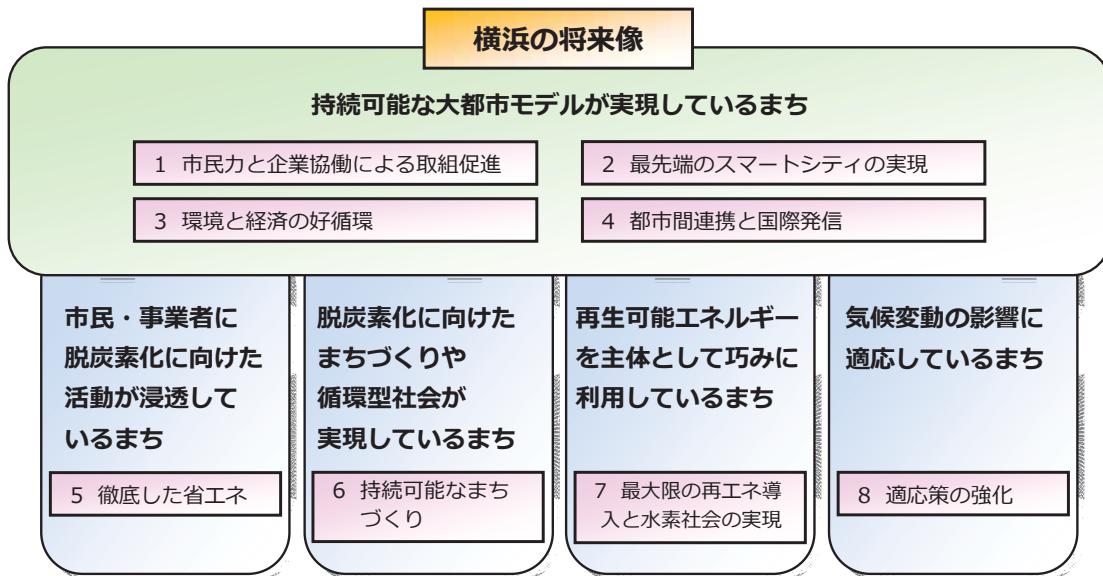 横浜の将来像
持続可能な大都市モデルが実現しているまち
1 市民力と企業協働による取組促進
2 最先端のスマートシティの実現
3 環境と経済の好循環
4 都市間連携と国際発信
市民・事業者に
脱炭素化に向けた
活動が浸透して
いるまち
5 徹底した省エネ
脱炭素化に向けた
まちづくりや
循環型社会が
実現しているまち
6 持続可能なまち
づくり
再生可能エネルギー
を主体として巧みに
利用しているまち
7 最大限の再エネ導
入と水素社会の実現
気候変動の影響に
適応しているまち
8 適応策の強化